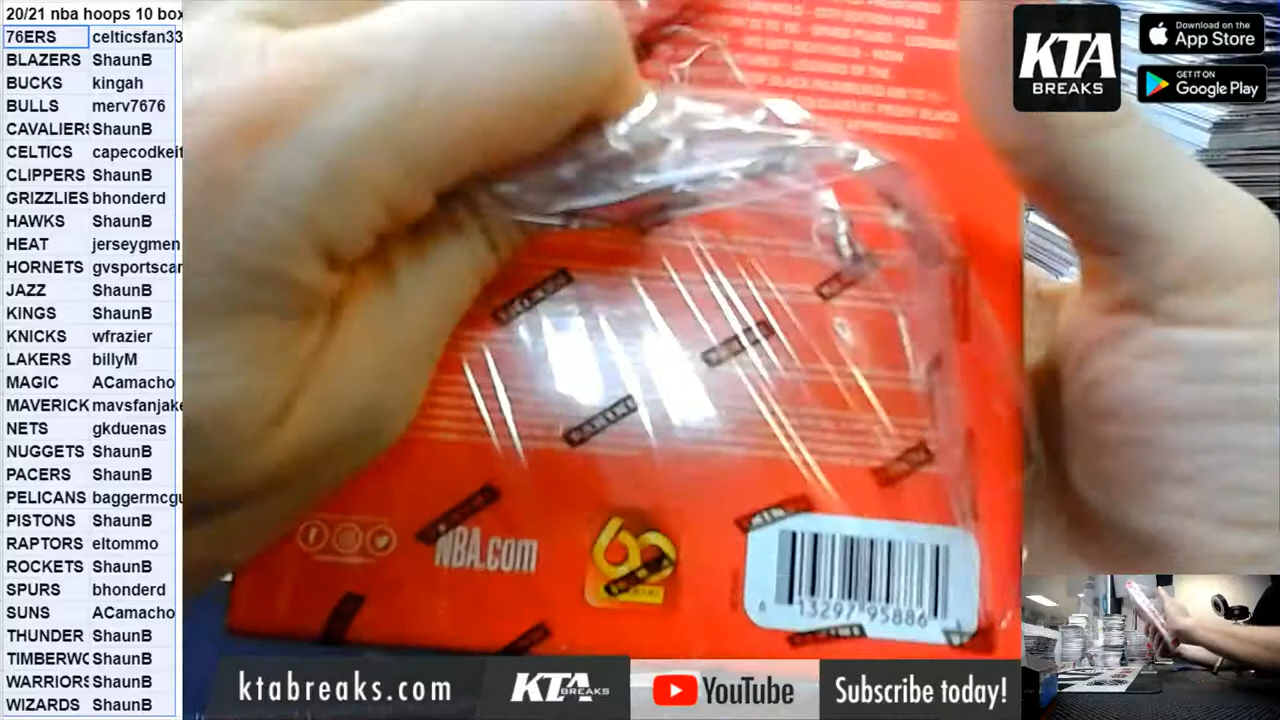 20/21 nba hoops 10 box
76ERS celticsfan33
BLAZERS ShaunB
BUCKS kingah
BULLS merv7676
CAVALIERS ShaunB
CELTICS capecodkeit
CLIPPERS ShaunB
GRIZZLIES bhonderd
HAWKS ShaunB
HEAT jerseygmen
HORNETS gvsportscar
JAZZ ShaunB
KINGS ShaunB
KNICKS wfrazier
LAKERS billyM
MAGIC ACamacho
MAVERICK mavsfanjake
NETS gkduenas
NUGGETS ShaunB
PACERS ShaunB
PELICANS baggermcgu
PISTONS ShaunB
RAPTORS eltommo
ROCKETS ShaunB
SPURS bhonderd
SUNS ACamacho
THUNDER ShaunB
TIMBERWO ShaunB
WARRIORS ShaunB
WIZARDS ShaunB
KTA
BREAKS
Download on the
App Store
GET IT ON
Google Play
PANINI
NBA.com
60
13297 95886
ktabreaks.com
KTA
BREAKS
YouTube
Subscribe today!